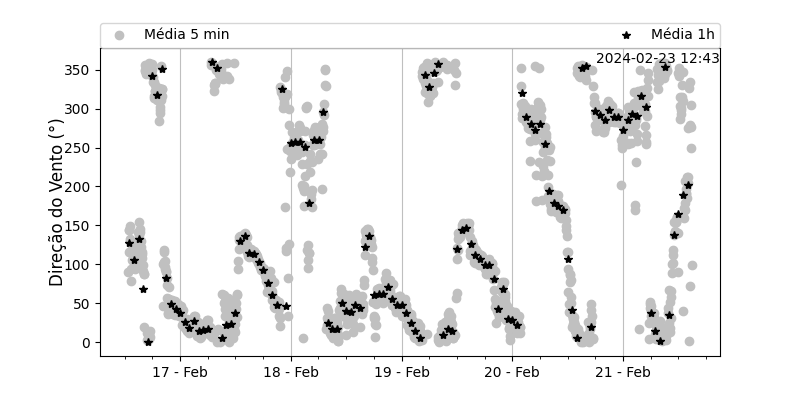 Média 5 min
Média 1h
2024-02-23 12:43
Direção do Vento (°)
350
300
250
200
150
100
50
0
17 - Feb
18 - Feb
19 - Feb
20 - Feb
21 - Feb